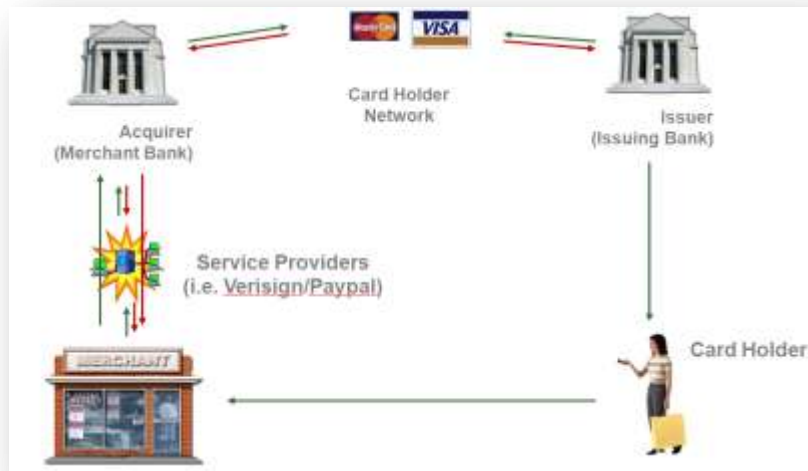 MasterCard
VISA
Card Holder
Network
Acquirer
(Merchant Bank)
Issuer
(Issuing Bank)
Service Providers
(i.e. Verisign/Paypal)
MERCHANT
Card Holder